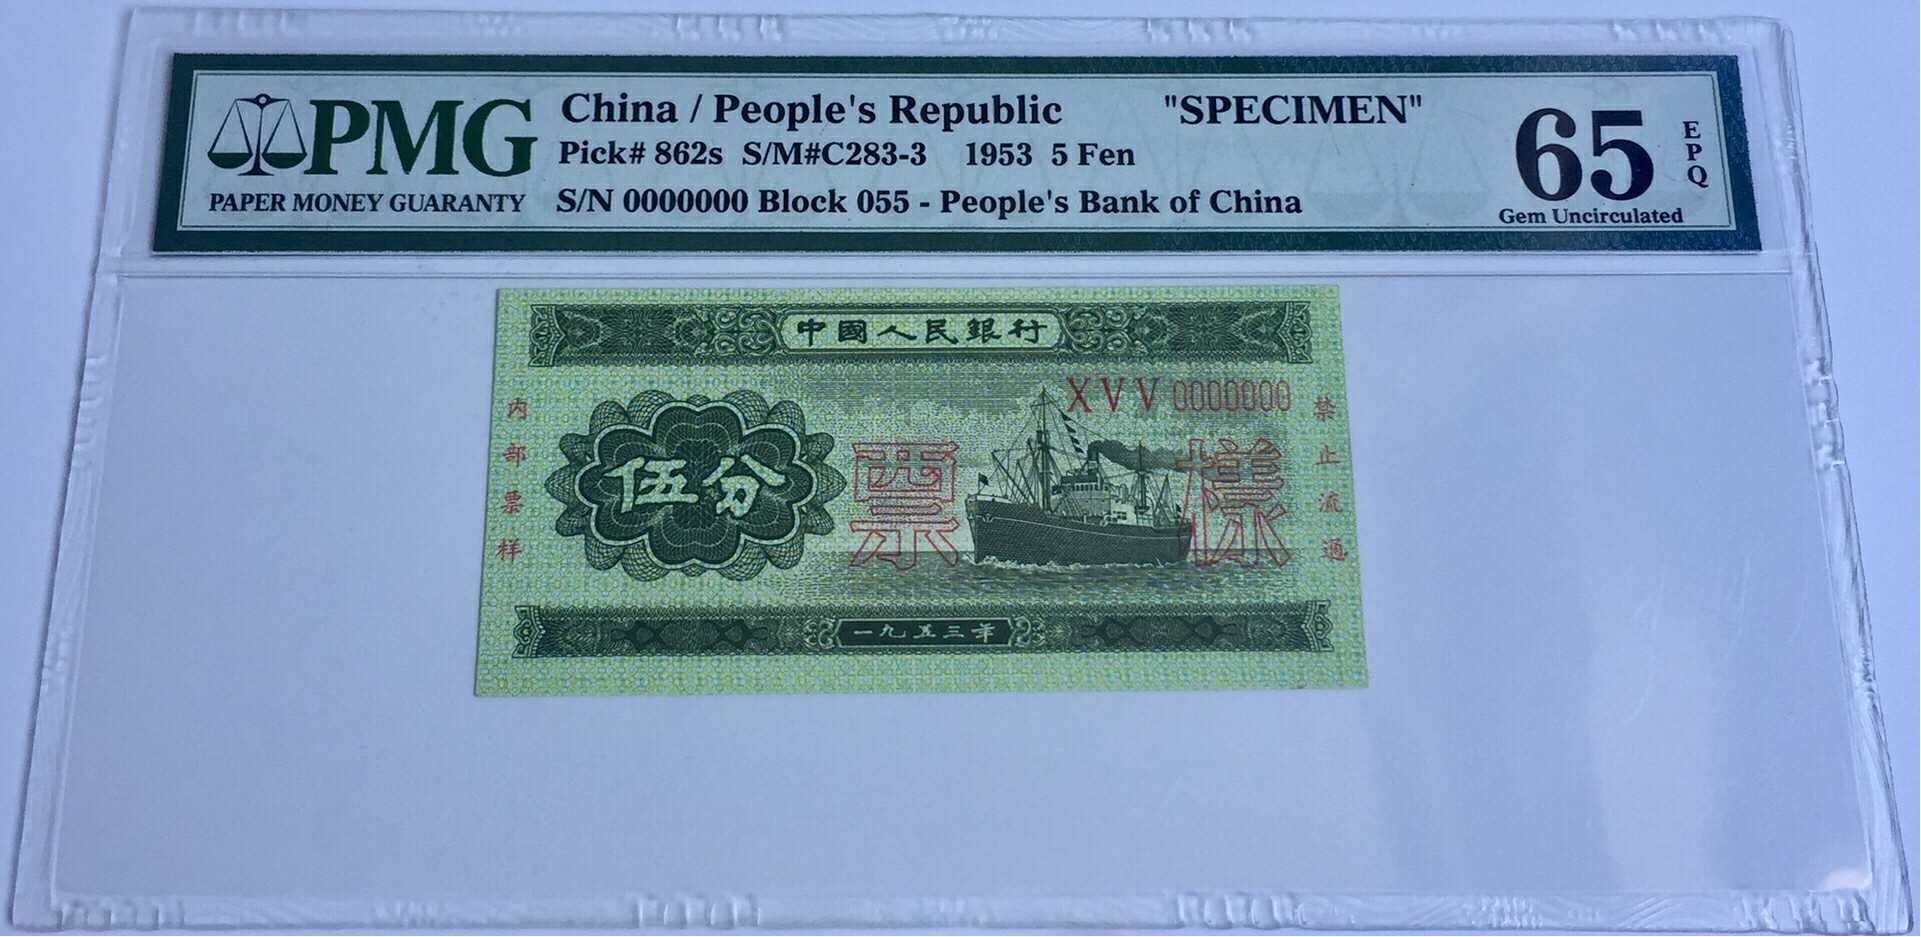 PMG
PAPER MONEY GUARANTY
China / People's Republic "SPECIMEN"
Pick# 862s S/M#C283-3 1953 5 Fen
S/N 0000000 Block 055 - People's Bank of China
65
EPQ
Gem Uncirculated
中國人民銀行
XVV 0000000
内部票样
伍分
票樣
禁止流通
一九五三年